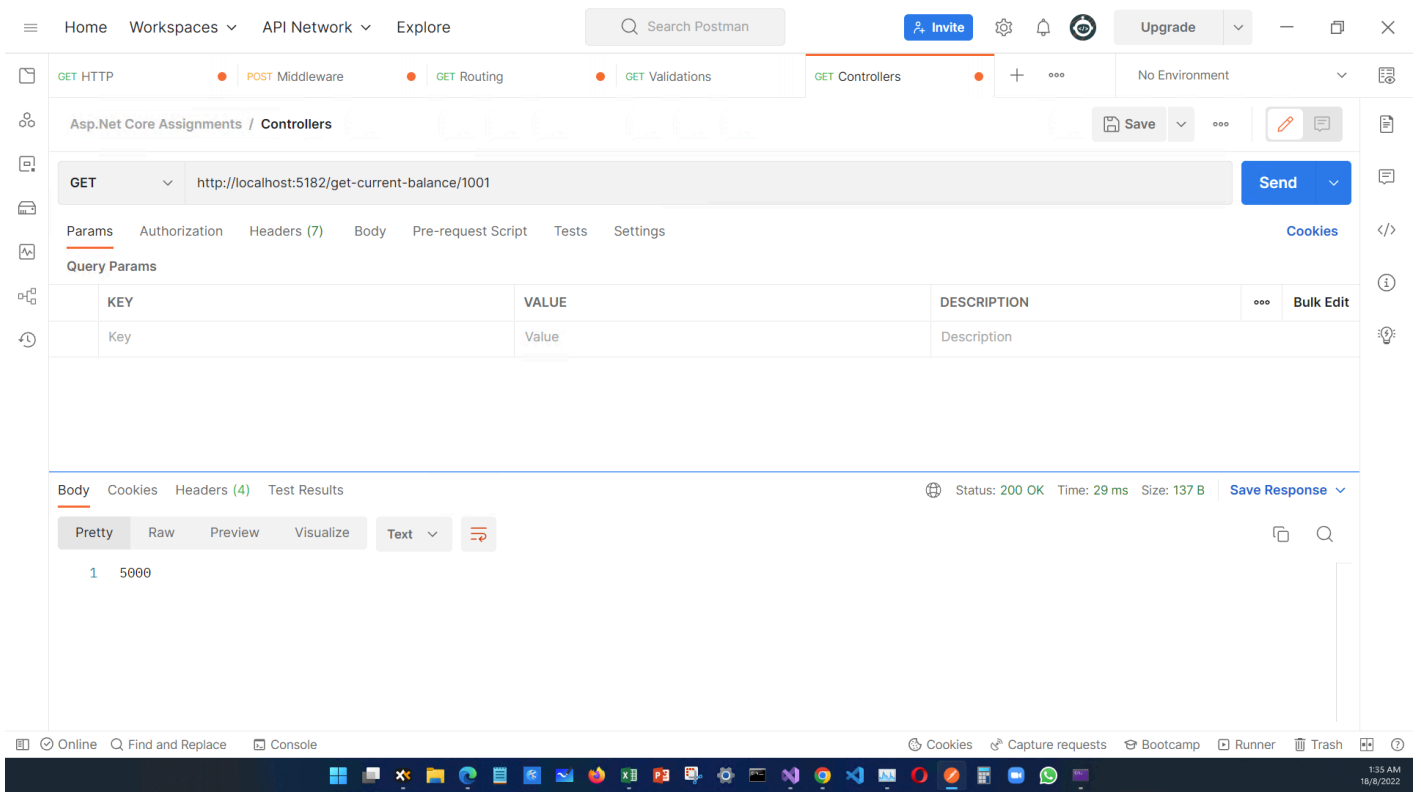 Home Workspaces API Network Explore Search Postman Invite Upgrade
GET HTTP POST Middleware GET Routing GET Validations GET Controllers No Environment
Asp.Net Core Assignments / Controllers Save
GET http://localhost:5182/get-current-balance/1001 Send
Params Authorization Headers (7) Body Pre-request Script Tests Settings Cookies
Query Params
KEY VALUE DESCRIPTION Bulk Edit
Key Value Description
Body Cookies Headers (4) Test Results Status: 200 OK Time: 29 ms Size: 137 B Save Response
Pretty Raw Preview Visualize Text
1 5000
Online Find and Replace Console Cookies Capture requests Bootcamp Runner Trash
1:35 AM
18/8/2022